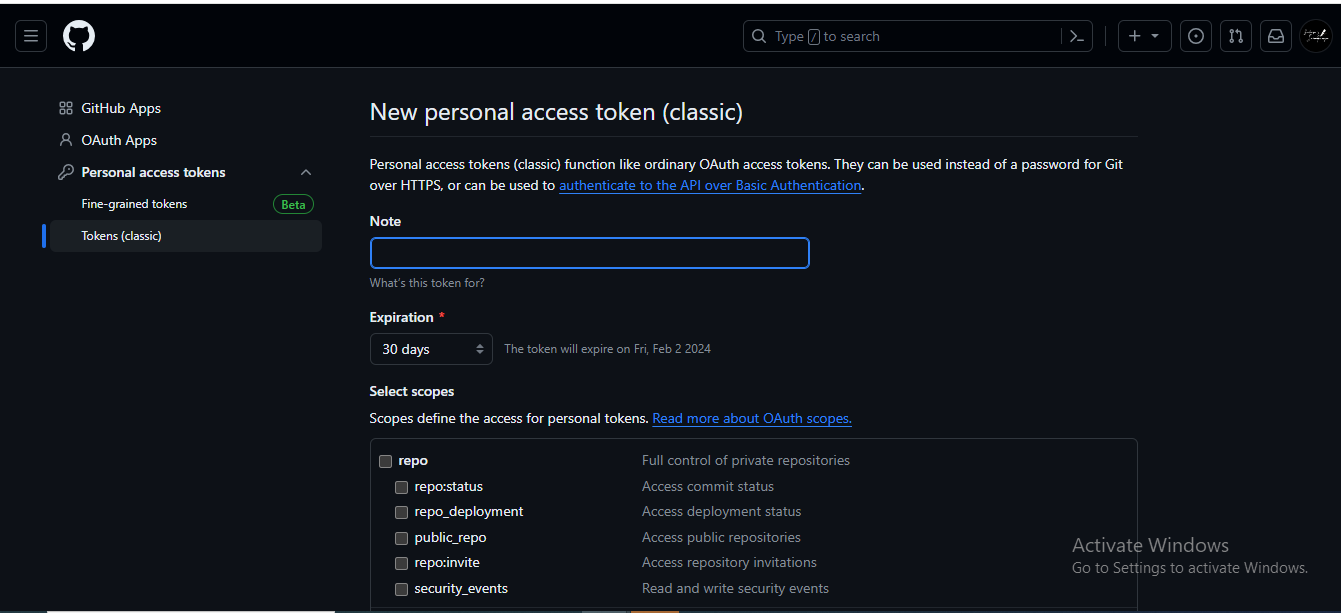 Type / to search
GitHub Apps
OAuth Apps
Personal access tokens
Fine-grained tokens
Beta
Tokens (classic)
New personal access token (classic)
Personal access tokens (classic) function like ordinary OAuth access tokens. They can be used instead of a password for Git
over HTTPS, or can be used to authenticate to the API over Basic Authentication.
Note
What's this token for?
Expiration *
30 days
The token will expire on Fri, Feb 2 2024
Select scopes
Scopes define the access for personal tokens. Read more about OAuth scopes.
repo Full control of private repositories
repo:status Access commit status
repo_deployment Access deployment status
public_repo Access public repositories
repo:invite Access repository invitations
security_events Read and write security events
Activate Windows
Go to Settings to activate Windows.